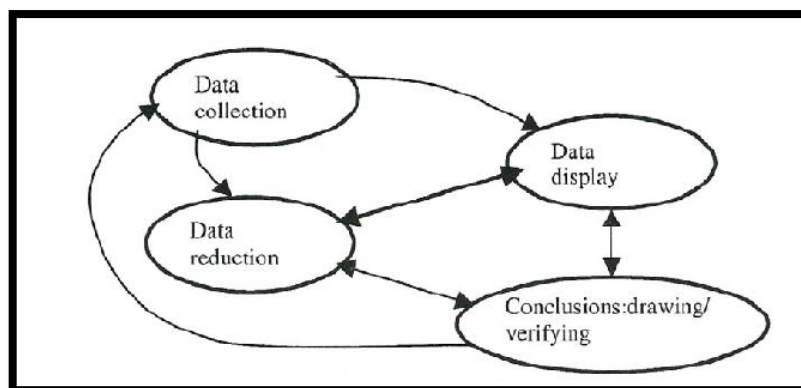 Data
collection
Data
display
Data
reduction
Conclusions:drawing/
verifying